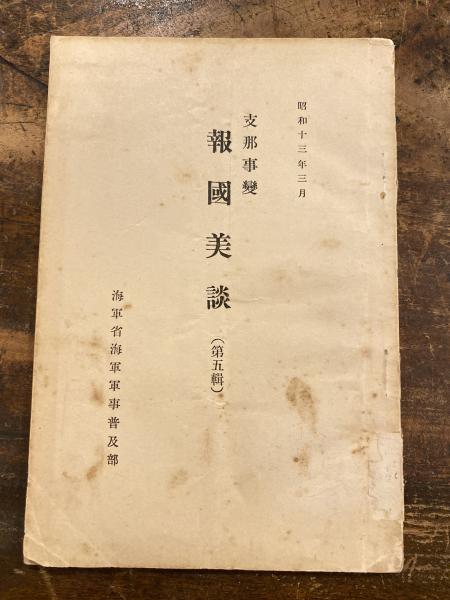 昭和十三年三月
支那事變
報國美談
(第五輯)
海軍省海軍軍事普及部